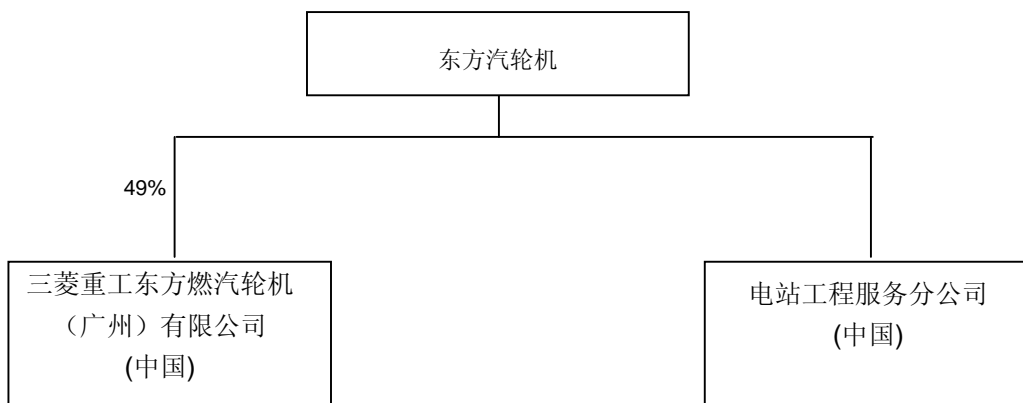 东方汽轮机
49%
三菱重工东方燃汽轮机
（广州）有限公司
(中国)
电站工程服务分公司
(中国)